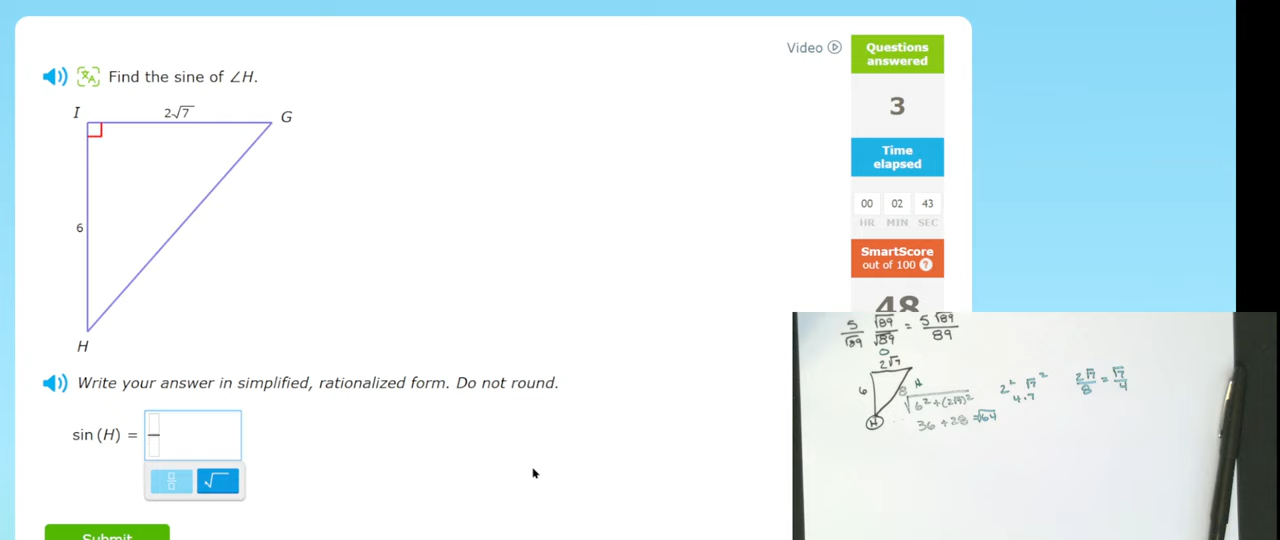 Video
Questions answered
3
Time elapsed
00 02 43
HR MIN SEC
SmartScore
out of 100 ?
48
Find the sine of ∠H.
I
2√7
G
6
H
Write your answer in simplified, rationalized form. Do not round.
sin (H) =
√
Submit
5/√89 √89/√89 = 5√89/89
O
2√7
6
8 H
√6² + (2√7)²
36 + 28 = √64
H
2² √7²
4.7
2√7/8 = √7/4